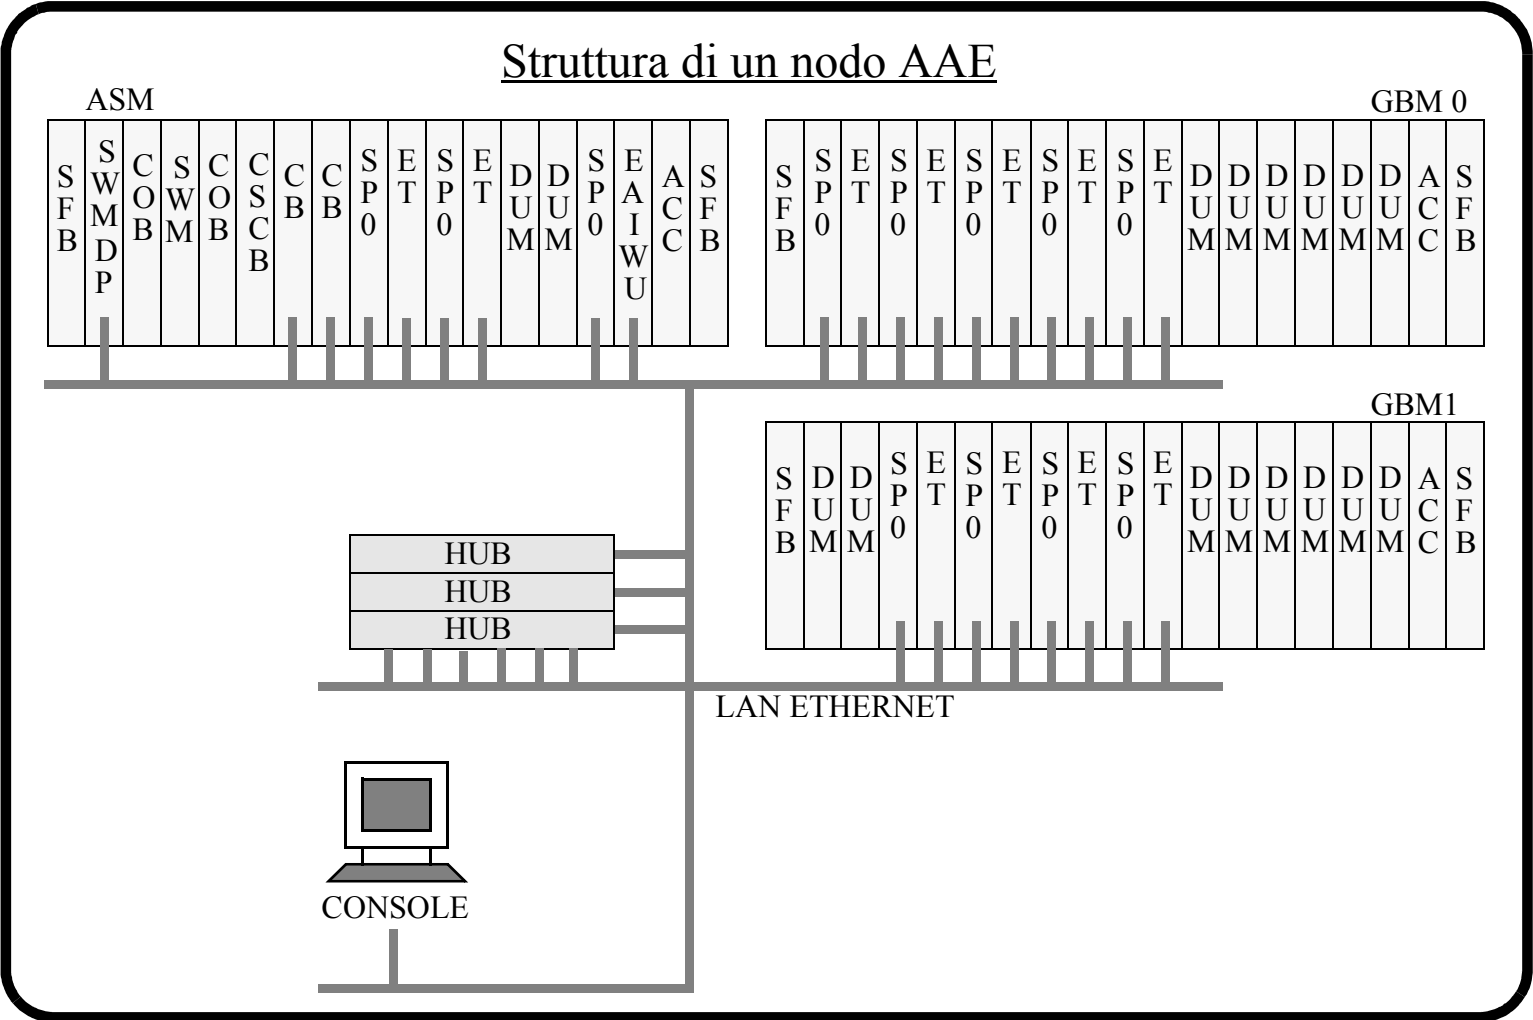 Struttura di un nodo AAE
ASM
GBM 0
SFB
SWMDP
COB
SWM
COB
CSCB
CB
CB
SP0
ET
SP0
ET
DUM
DUM
SP0
EAIWU
ACC
SFB
SFB
SP0
ET
SP0
ET
SP0
ET
SP0
ET
SP0
ET
DUM
DUM
DUM
DUM
DUM
DUM
ACC
SFB
GBM1
SFB
DUM
DUM
SP0
ET
SP0
ET
SP0
ET
SP0
ET
DUM
DUM
DUM
DUM
DUM
DUM
ACC
SFB
HUB
HUB
HUB
LAN ETHERNET
CONSOLE